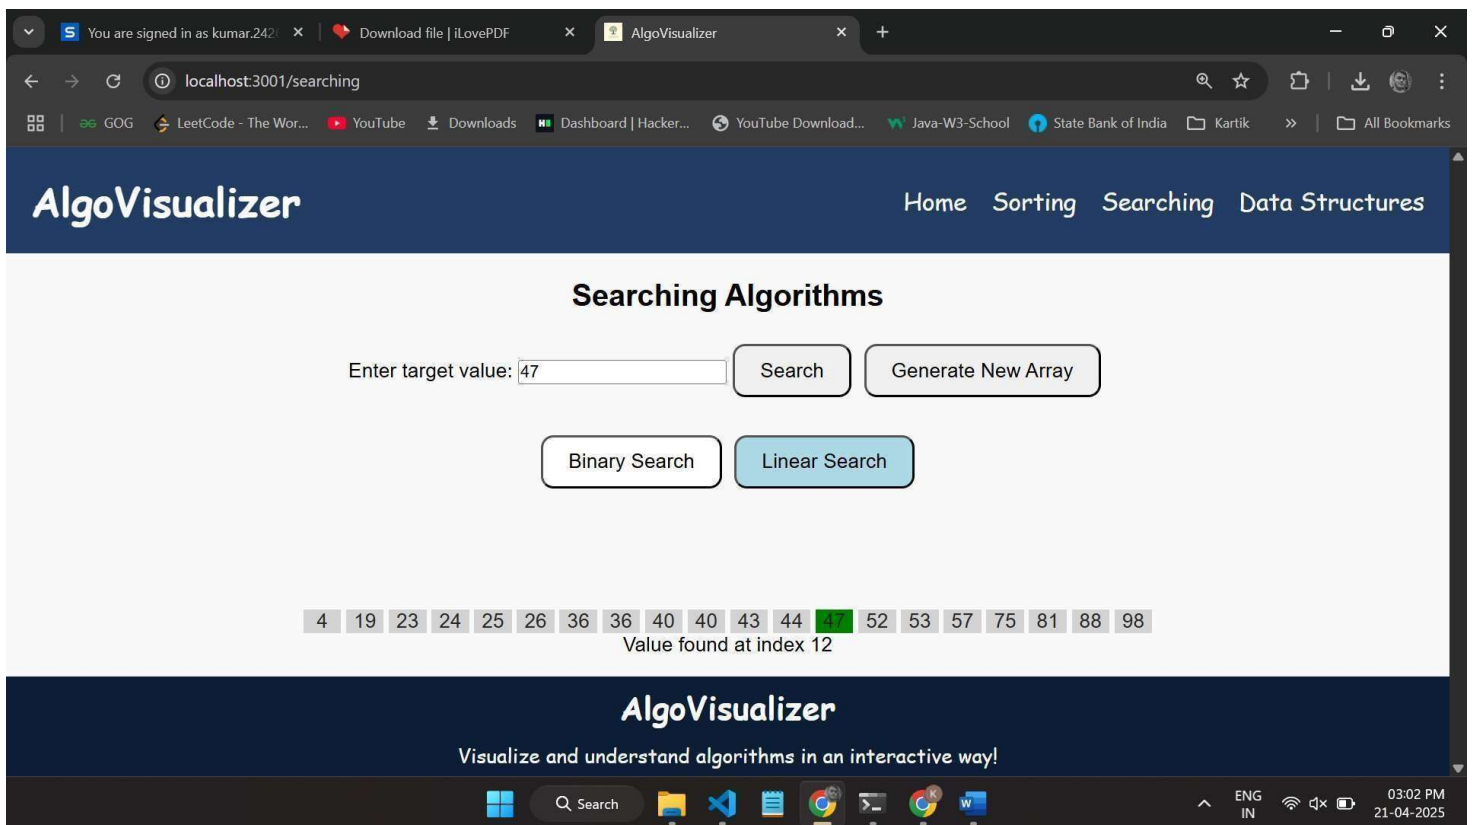 You are signed in as kumar.242
Download file | iLovePDF
AlgoVisualizer
localhost:3001/searching
GOG
LeetCode - The Wor...
YouTube
Downloads
Dashboard | Hacker...
YouTube Download...
Java-W3-School
State Bank of India
Kartik
All Bookmarks
AlgoVisualizer
Home Sorting Searching Data Structures
Searching Algorithms
Enter target value: 47 Search Generate New Array
Binary Search Linear Search
4 19 23 24 25 26 36 36 40 40 43 44 47 52 53 57 75 81 88 98
Value found at index 12
AlgoVisualizer
Visualize and understand algorithms in an interactive way!
Search
ENG
IN
03:02 PM
21-04-2025